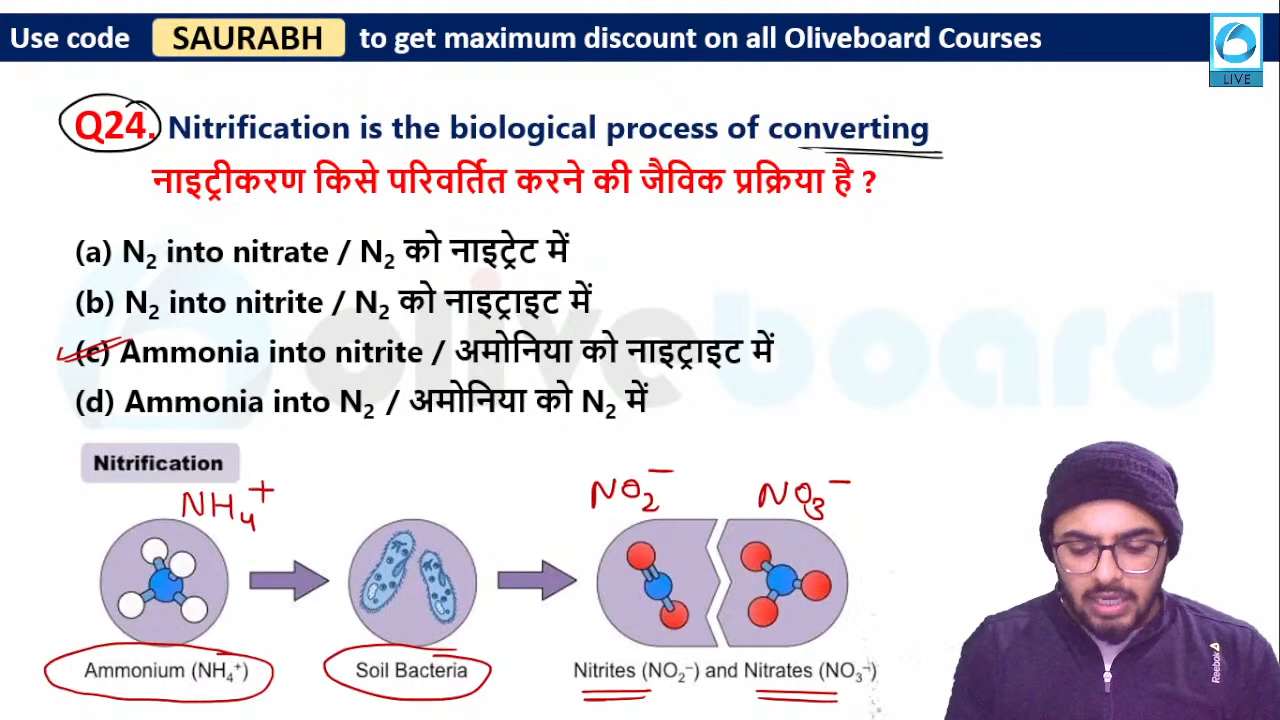 Use code SAURABH to get maximum discount on all Oliveboard Courses
LIVE
Q24. Nitrification is the biological process of converting
नाइट्रीकरण किसे परिवर्तित करने की जैविक प्रक्रिया है ?
(a) N₂ into nitrate / N₂ को नाइट्रेट में
(b) N₂ into nitrite / N₂ को नाइट्राइट में
(c) Ammonia into nitrite / अमोनिया को नाइट्राइट में
(d) Ammonia into N₂ / अमोनिया को N₂ में
oliveboard
Nitrification
NH₄⁺ NO₂⁻ NO₃⁻
Ammonium (NH₄⁺) Soil Bacteria Nitrites (NO₂⁻) and Nitrates (NO₃⁻)
Reebok